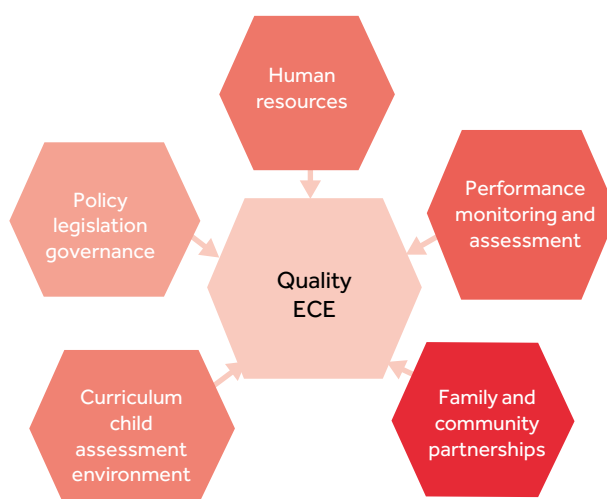 Human
resources
Policy
legislation
governance
Performance
monitoring and
assessment
Quality
ECE
Curriculum
child
assessment
environment
Family and
community
partnerships